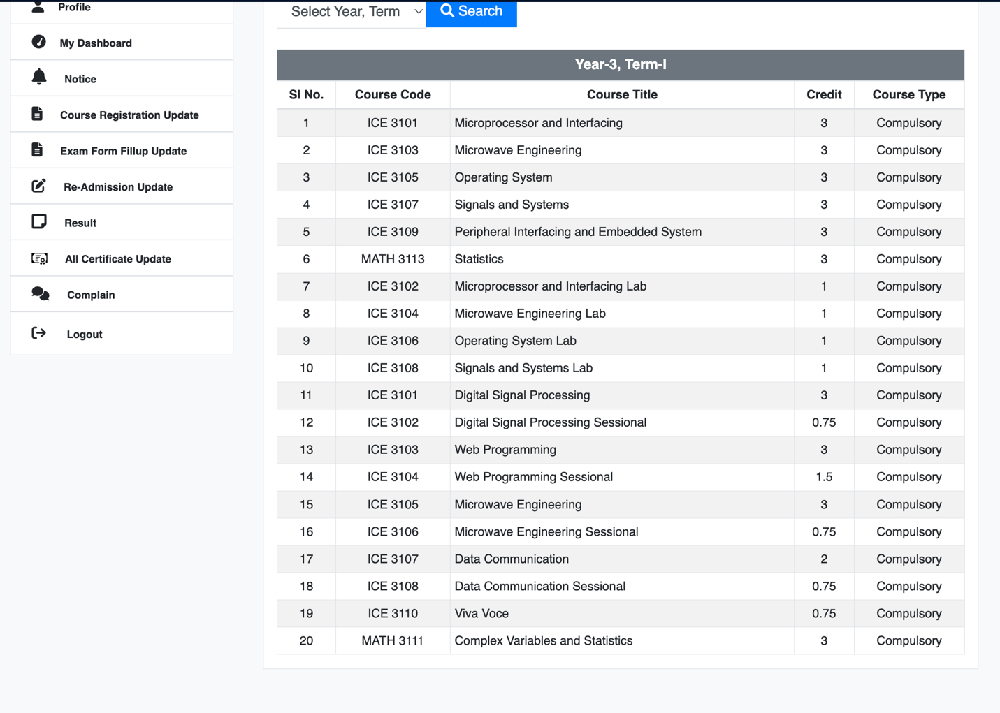 Profile
My Dashboard
Notice
Course Registration Update
Exam Form Fillup Update
Re-Admission Update
Result
All Certificate Update
Complain
Logout
Select Year, Term Search
Year-3, Term-I
SI No. Course Code Course Title Credit Course Type
1 ICE 3101 Microprocessor and Interfacing 3 Compulsory
2 ICE 3103 Microwave Engineering 3 Compulsory
3 ICE 3105 Operating System 3 Compulsory
4 ICE 3107 Signals and Systems 3 Compulsory
5 ICE 3109 Peripheral Interfacing and Embedded System 3 Compulsory
6 MATH 3113 Statistics 3 Compulsory
7 ICE 3102 Microprocessor and Interfacing Lab 1 Compulsory
8 ICE 3104 Microwave Engineering Lab 1 Compulsory
9 ICE 3106 Operating System Lab 1 Compulsory
10 ICE 3108 Signals and Systems Lab 1 Compulsory
11 ICE 3101 Digital Signal Processing 3 Compulsory
12 ICE 3102 Digital Signal Processing Sessional 0.75 Compulsory
13 ICE 3103 Web Programming 3 Compulsory
14 ICE 3104 Web Programming Sessional 1.5 Compulsory
15 ICE 3105 Microwave Engineering 3 Compulsory
16 ICE 3106 Microwave Engineering Sessional 0.75 Compulsory
17 ICE 3107 Data Communication 2 Compulsory
18 ICE 3108 Data Communication Sessional 0.75 Compulsory
19 ICE 3110 Viva Voce 0.75 Compulsory
20 MATH 3111 Complex Variables and Statistics 3 Compulsory